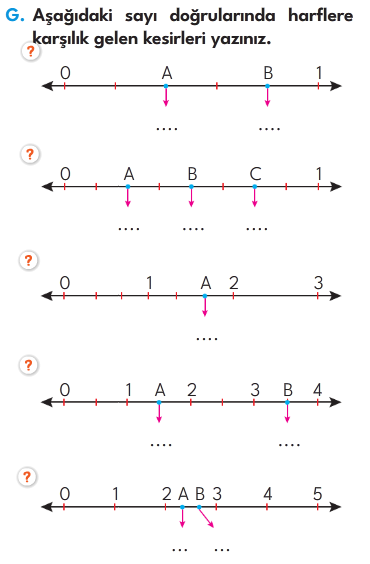 G. Aşağıdaki sayı doğrularında harflere
karşılık gelen kesirleri yazınız.
?
0 A B 1
.... ....
?
0 A B C 1
.... .... ....
?
0 1 A 2 3
....
?
0 1 A 2 3 B 4
.... ....
?
0 1 2 A B 3 4 5
... ...